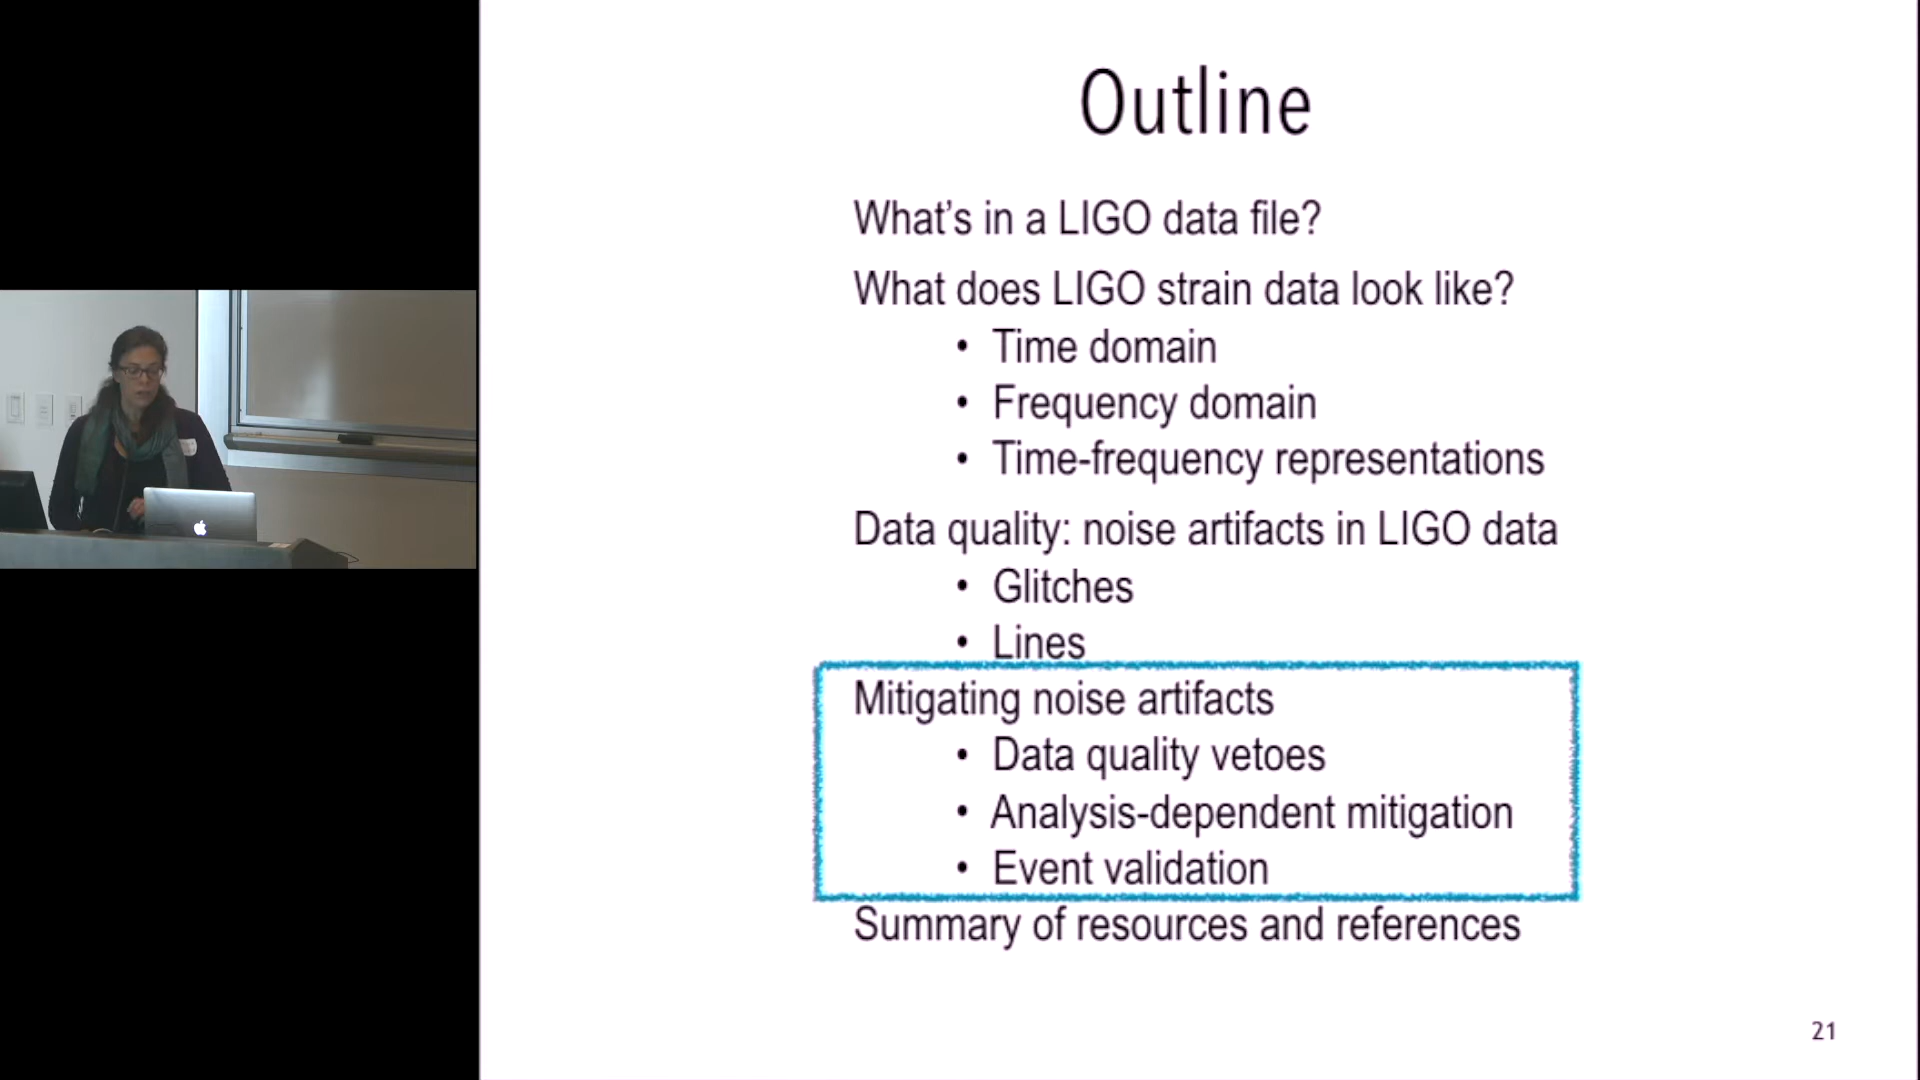 Outline
What's in a LIGO data file?
What does LIGO strain data look like?
• Time domain
• Frequency domain
• Time-frequency representations
Data quality: noise artifacts in LIGO data
• Glitches
• Lines
Mitigating noise artifacts
• Data quality vetoes
• Analysis-dependent mitigation
• Event validation
Summary of resources and references
21